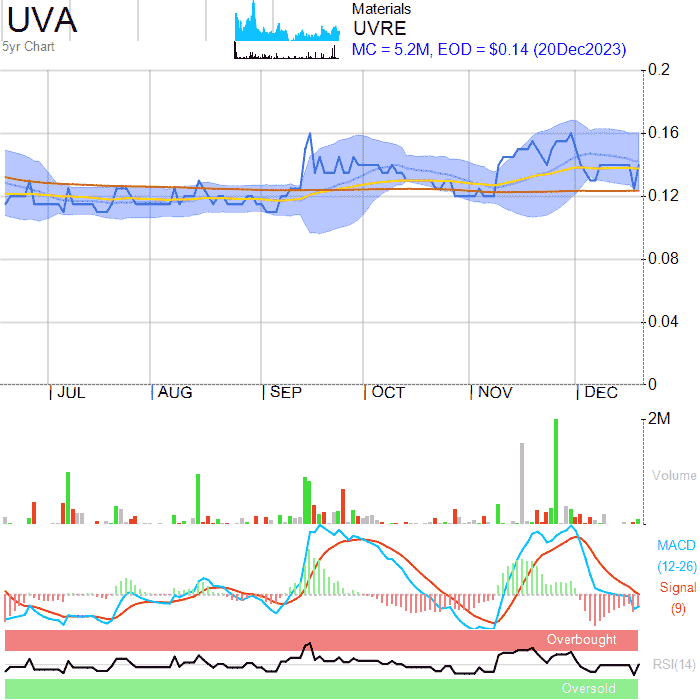 UVA
5yr Chart
Materials
UVRE
MC = 5.2M, EOD = $0.14 (20Dec2023)
0.2
0.16
0.12
0.08
0.04
0
JUL AUG SEP OCT NOV DEC
2M
Volume
MACD
(12-26)
Signal
(9)
Overbought
RSI(14)
Oversold